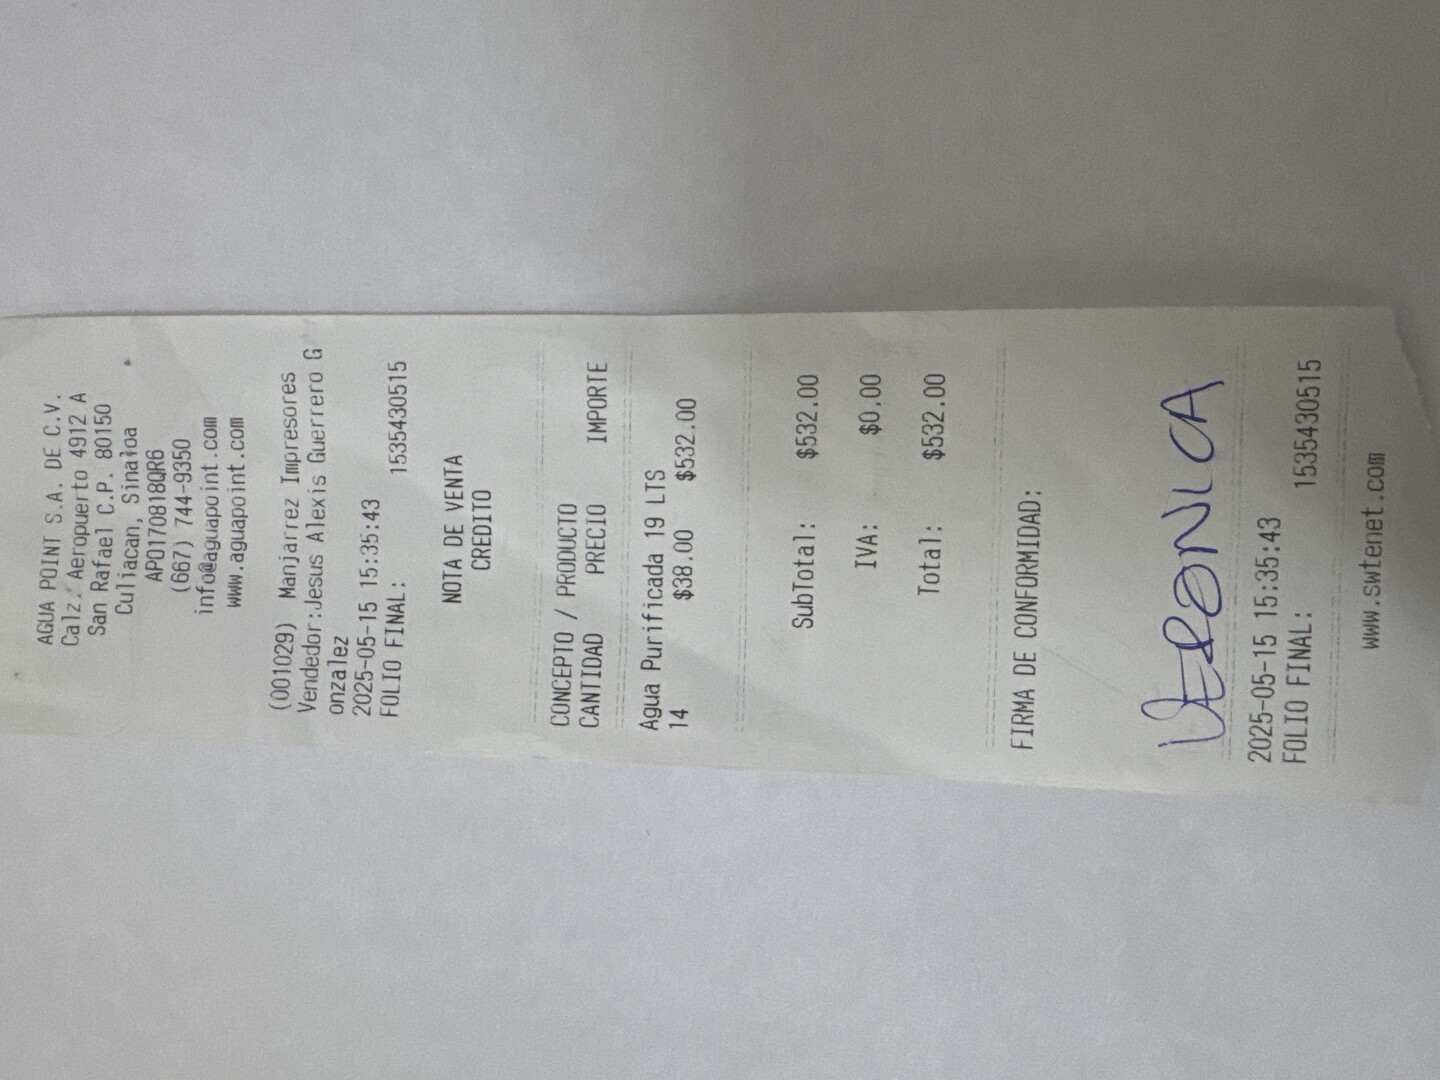 AGUA POINT S.A. DE C.V.
Calz. Aeropuerto 4912 A
San Rafael C.P. 80150
Culiacan, Sinaloa
APO170818QR6
(667) 744-9350
info@aguapoint.com
www.aguapoint.com
(001029) Manjarrez Impresores
Vendedor:Jesus Alexis Guerrero G
onzalez
2025-05-15 15:35:43
FOLIO FINAL: 1535430515
NOTA DE VENTA
CREDITO
CONCEPTO / PRODUCTO
CANTIDAD PRECIO IMPORTE
Agua Purificada 19 LTS
14 $38.00 $532.00
SubTotal: $532.00
IVA: $0.00
Total: $532.00
FIRMA DE CONFORMIDAD:
VERONICA
2025-05-15 15:35:43
FOLIO FINAL: 1535430515
www.swtenet.com